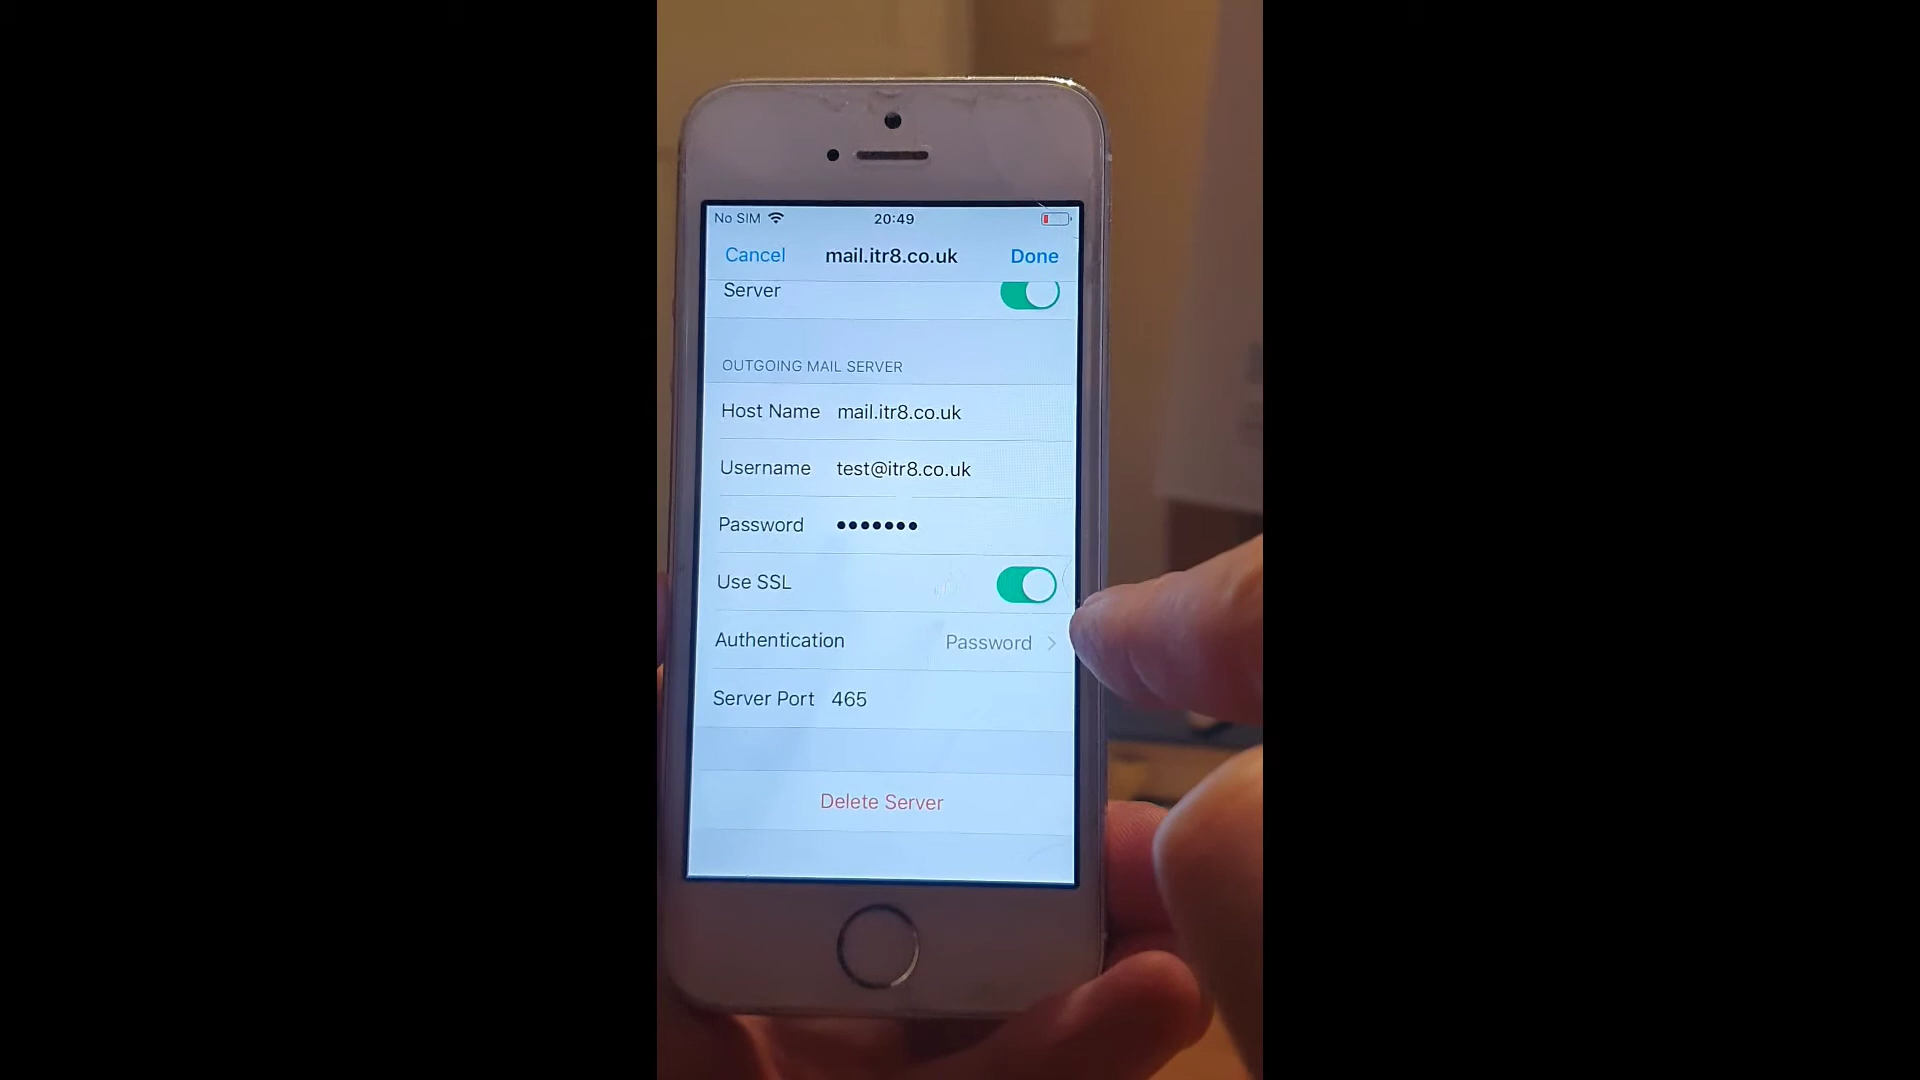 No SIM 20:49
Cancel mail.itr8.co.uk Done
Server
OUTGOING MAIL SERVER
Host Name mail.itr8.co.uk
Username test@itr8.co.uk
Password •••••••
Use SSL
Authentication Password >
Server Port 465
Delete Server